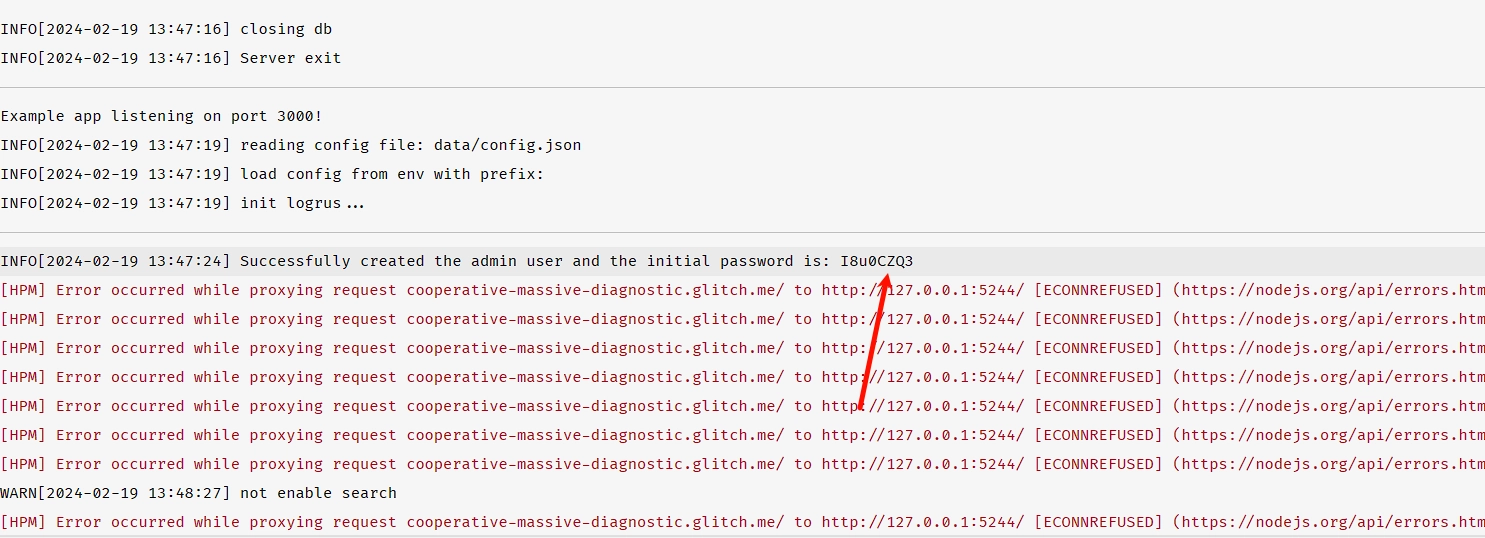 INFO[2024-02-19 13:47:16] closing db
INFO[2024-02-19 13:47:16] Server exit
Example app listening on port 3000!
INFO[2024-02-19 13:47:19] reading config file: data/config.json
INFO[2024-02-19 13:47:19] load config from env with prefix:
INFO[2024-02-19 13:47:19] init logrus...
INFO[2024-02-19 13:47:24] Successfully created the admin user and the initial password is: I8u0CZQ3
[HPM] Error occurred while proxying request cooperative-massive-diagnostic.glitch.me/ to http://127.0.0.1:5244/ [ECONNREFUSED] (https://nodejs.org/api/errors.htm
[HPM] Error occurred while proxying request cooperative-massive-diagnostic.glitch.me/ to http://127.0.0.1:5244/ [ECONNREFUSED] (https://nodejs.org/api/errors.htm
[HPM] Error occurred while proxying request cooperative-massive-diagnostic.glitch.me/ to http://127.0.0.1:5244/ [ECONNREFUSED] (https://nodejs.org/api/errors.htm
[HPM] Error occurred while proxying request cooperative-massive-diagnostic.glitch.me/ to http://127.0.0.1:5244/ [ECONNREFUSED] (https://nodejs.org/api/errors.htm
[HPM] Error occurred while proxying request cooperative-massive-diagnostic.glitch.me/ to http://127.0.0.1:5244/ [ECONNREFUSED] (https://nodejs.org/api/errors.htm
[HPM] Error occurred while proxying request cooperative-massive-diagnostic.glitch.me/ to http://127.0.0.1:5244/ [ECONNREFUSED] (https://nodejs.org/api/errors.htm
[HPM] Error occurred while proxying request cooperative-massive-diagnostic.glitch.me/ to http://127.0.0.1:5244/ [ECONNREFUSED] (https://nodejs.org/api/errors.htm
WARN[2024-02-19 13:48:27] not enable search
[HPM] Error occurred while proxying request cooperative-massive-diagnostic.glitch.me/ to http://127.0.0.1:5244/ [ECONNREFUSED] (https://nodejs.org/api/errors.htm